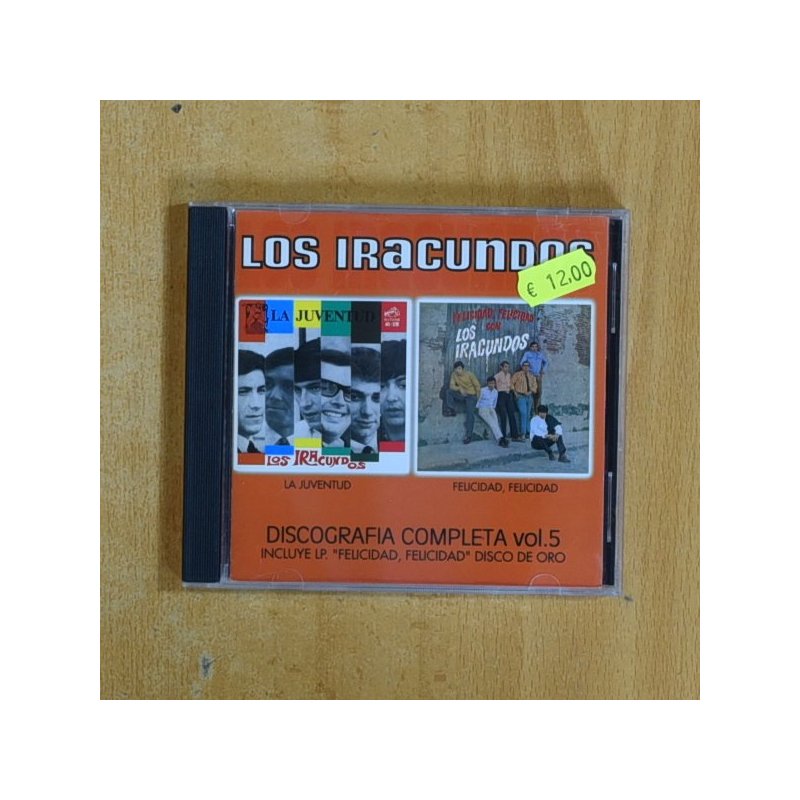 LOS IRACUNDOS
€ 12,00
LA JUVENTUD
LOS IRACUNDOS
FELICIDAD, FELICIDAD
CON
LOS
IRACUNDOS
LA JUVENTUD
FELICIDAD, FELICIDAD
DISCOGRAFIA COMPLETA vol.5
INCLUYE LP. "FELICIDAD, FELICIDAD" DISCO DE ORO